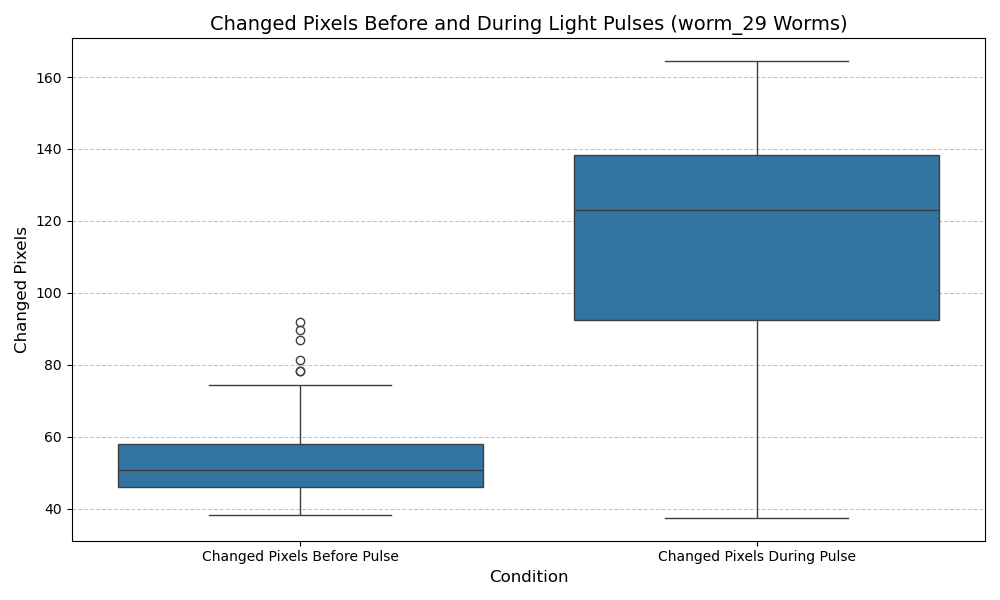 Changed Pixels Before and During Light Pulses (worm_29 Worms)
Changed Pixels
160
140
120
100
80
60
40
Changed Pixels Before Pulse
Changed Pixels During Pulse
Condition